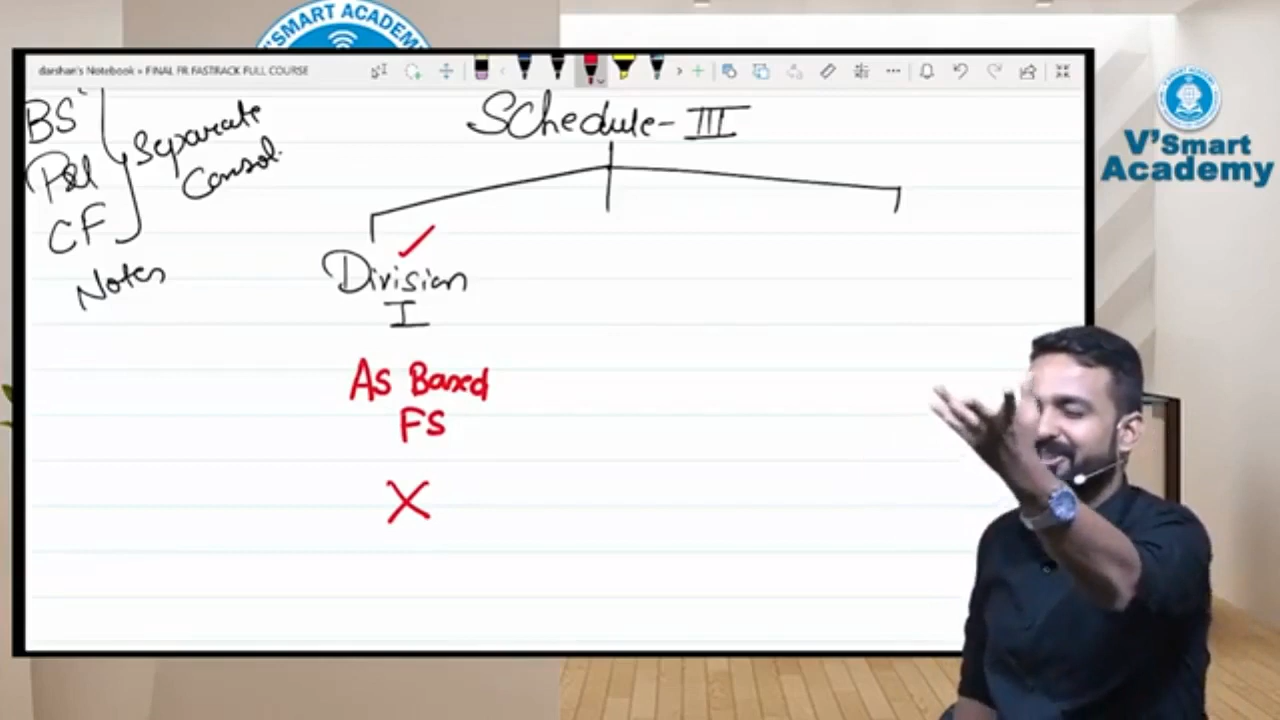 V'SMART ACADEMY
darshan's Notebook » FINAL FR FASTRACK FULL COURSE
V'Smart
Academy
Schedule-III
BS
P&L
CF
Separate
Consol.
Notes
Division
I
As Based
FS
X